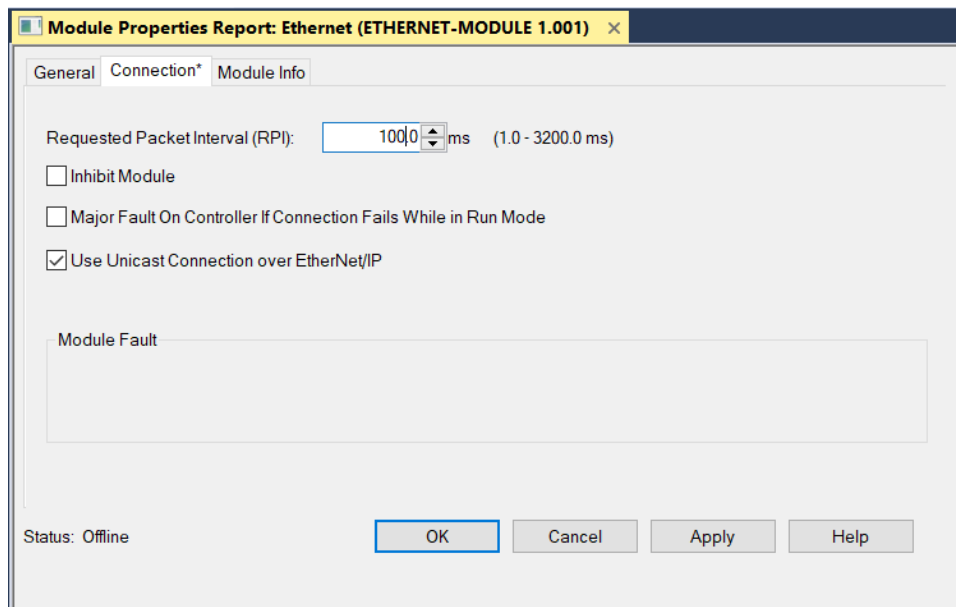 Module Properties Report: Ethernet (ETHERNET-MODULE 1.001) ×
General Connection* Module Info
Requested Packet Interval (RPI): 100.0 ms (1.0 - 3200.0 ms)
Inhibit Module
Major Fault On Controller If Connection Fails While in Run Mode
Use Unicast Connection over EtherNet/IP
Module Fault
Status: Offline OK Cancel Apply Help